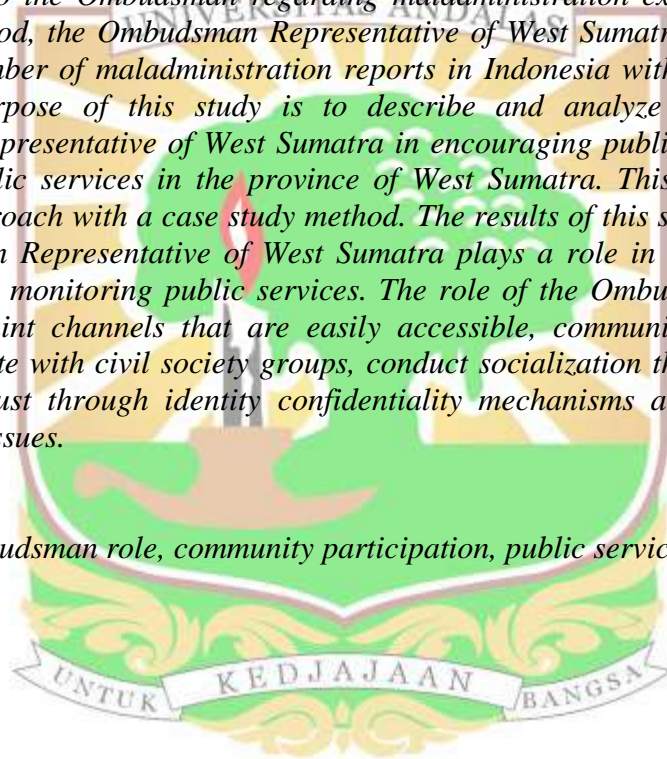 o the Ombudsman regarding maladministration ex
UNIVERSITAS ANDALAS
od, the Ombudsman Representative of West Sumatr
ber of maladministration reports in Indonesia with
rpose of this study is to describe and analyze
presentative of West Sumatra in encouraging publi
lic services in the province of West Sumatra. This
roach with a case study method. The results of this s
n Representative of West Sumatra plays a role in
monitoring public services. The role of the Ombu
int channels that are easily accessible, communi
te with civil society groups, conduct socialization th
ust through identity confidentiality mechanisms a
ssues.
udsman role, community participation, public servic
UNTUK KEDJAJAAN BANGSA